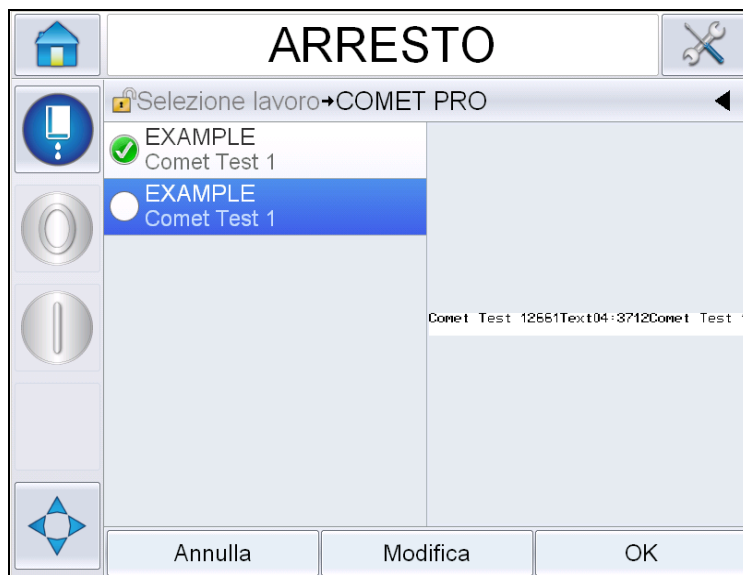 ARRESTO
Selezione lavoro→COMET PRO
EXAMPLE
Comet Test 1
EXAMPLE
Comet Test 1
Comet Test 12661Text04:3712Comet Test
Annulla
Modifica
OK